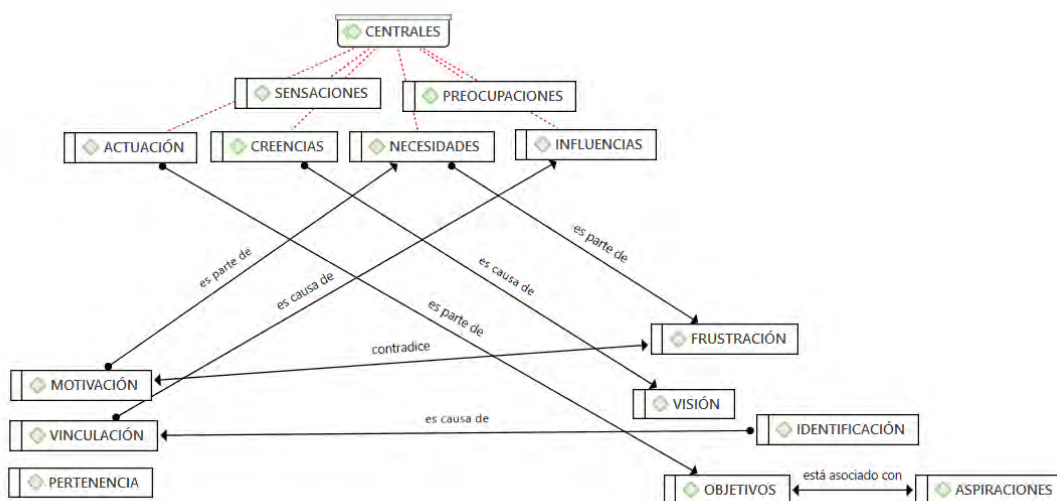 CENTRALES
SENSACIONES
PREOCUPACIONES
ACTUACIÓN
CREENCIAS
NECESIDADES
INFLUENCIAS
es parte de
es parte de
es causa de
es causa de
es parte de
FRUSTRACIÓN
contradice
MOTIVACIÓN
VISIÓN
es causa de
VINCULACIÓN
IDENTIFICACIÓN
PERTENENCIA
OBJETIVOS
está asociado con
ASPIRACIONES